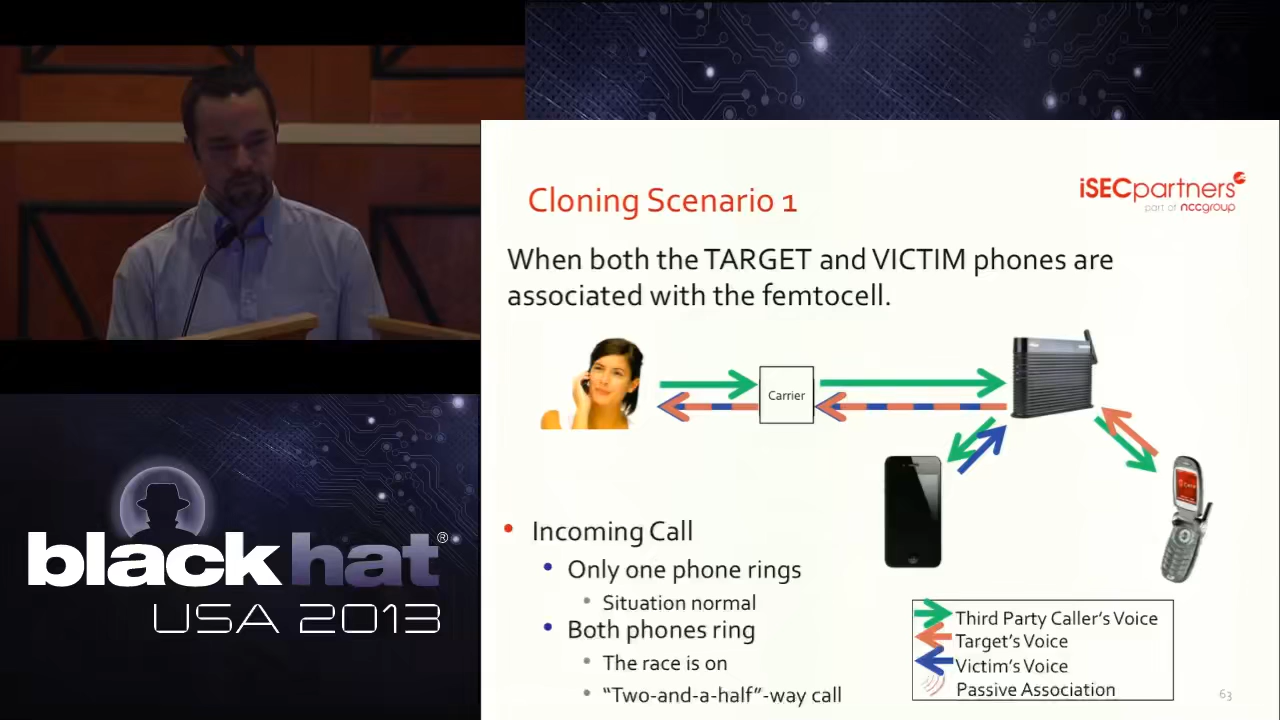 Cloning Scenario 1
iSECpartners
part of nccgroup
When both the TARGET and VICTIM phones are
associated with the femtocell.
Carrier
• Incoming Call
• Only one phone rings
• Situation normal
• Both phones ring
• The race is on
• “Two-and-a-half”-way call
Third Party Caller's Voice
Target's Voice
Victim's Voice
Passive Association
63
blackhat®
USA 2013